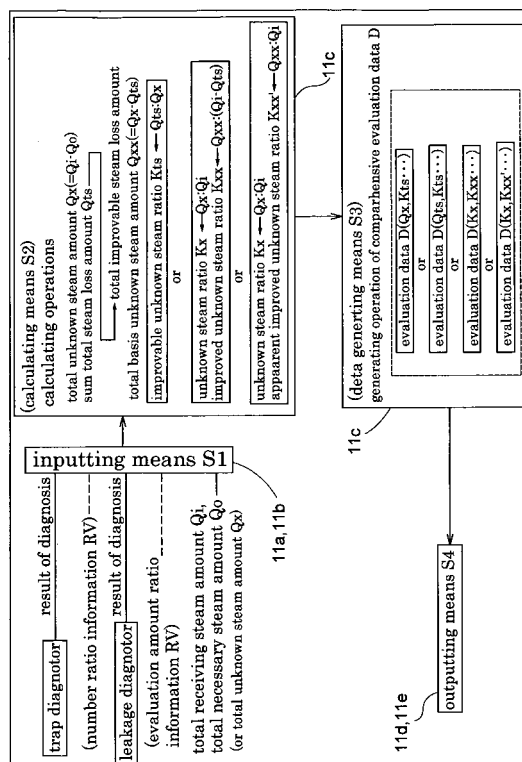 trap diagnotor
result of diagnosis
(number ratio information RV)
leakage diagnotor
result of diagnosis
(evaluation amount ratio
information RV)
total receiving steam amount Qi,
total necessary steam amount Qo
(or total unknown steam amount Qx)
inputting means S1
11a,11b
(calculating means S2)
calculating operations
total unknown steam amount Qx(=Qi-Qo)
sum total steam loss amount Qts
total improvable steam loss amount
total basis unknown steam amount Qxx(=Qx-Qts)
improvable unknown steam ratio Kts ← Qts:Qx
or
unknown steam ratio Kx ← Qx:Qi
improved unknown steam ratio Kxx ← Qxx:(Qi-Qts)
or
unknown steam ratio Kx ← Qx:Qi
appaarent improved unknown steam ratio Kxx' ← Qxx:Qi
11c
(deta generting means S3)
generating operation of comparhensive evaluation data D
evaluation data D(Qx,Kts···)
or
evaluation data D(Qts,Kts···)
or
evaluation data D(Kx,Kxx···)
or
evaluation data D(Kx,Kxx'···)
11c
outputting means S4
11d,11e